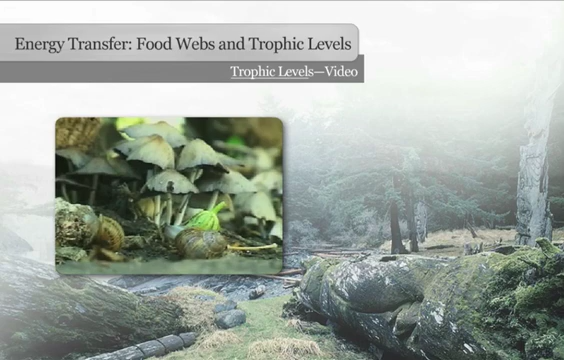 Energy Transfer: Food Webs and Trophic Levels
Trophic Levels—Video